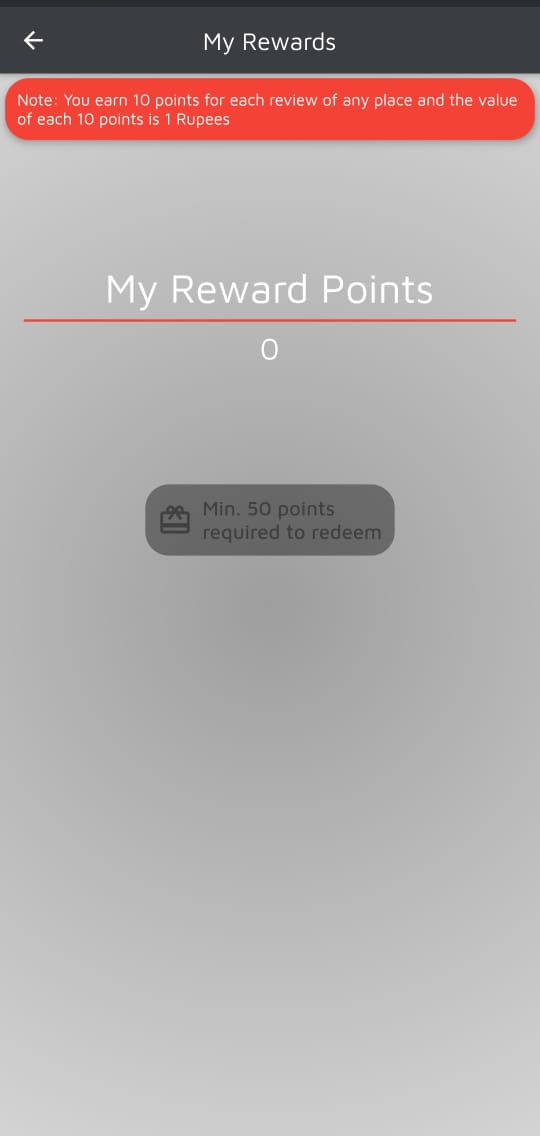 My Rewards
Note: You earn 10 points for each review of any place and the value
of each 10 points is 1 Rupees
My Reward Points
0
Min. 50 points
required to redeem